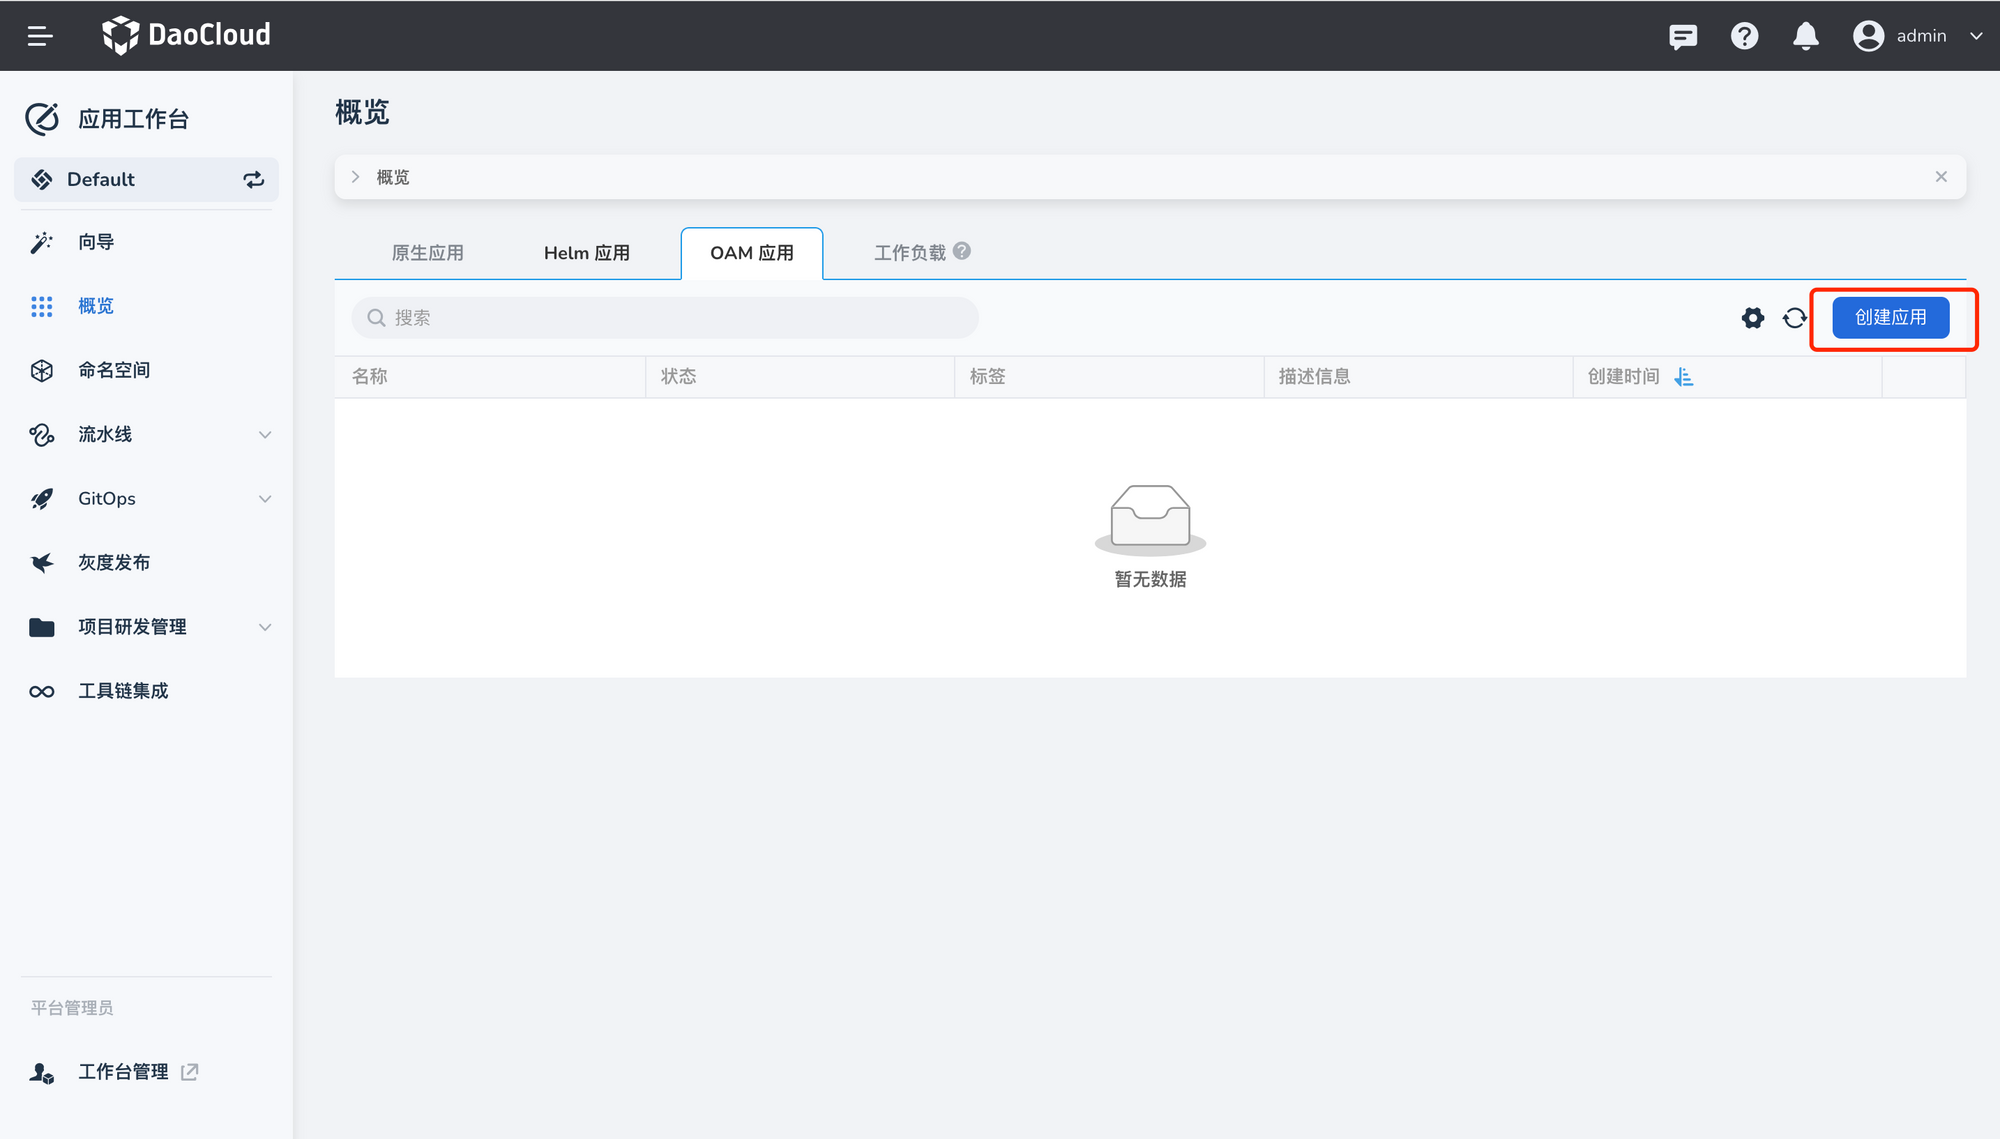 DaoCloud
admin
应用工作台
Default
向导
概览
命名空间
流水线
GitOps
灰度发布
项目研发管理
工具链集成
平台管理员
工作台管理
概览
概览
原生应用
Helm 应用
OAM 应用
工作负载
搜索
创建应用
名称
状态
标签
描述信息
创建时间
暂无数据